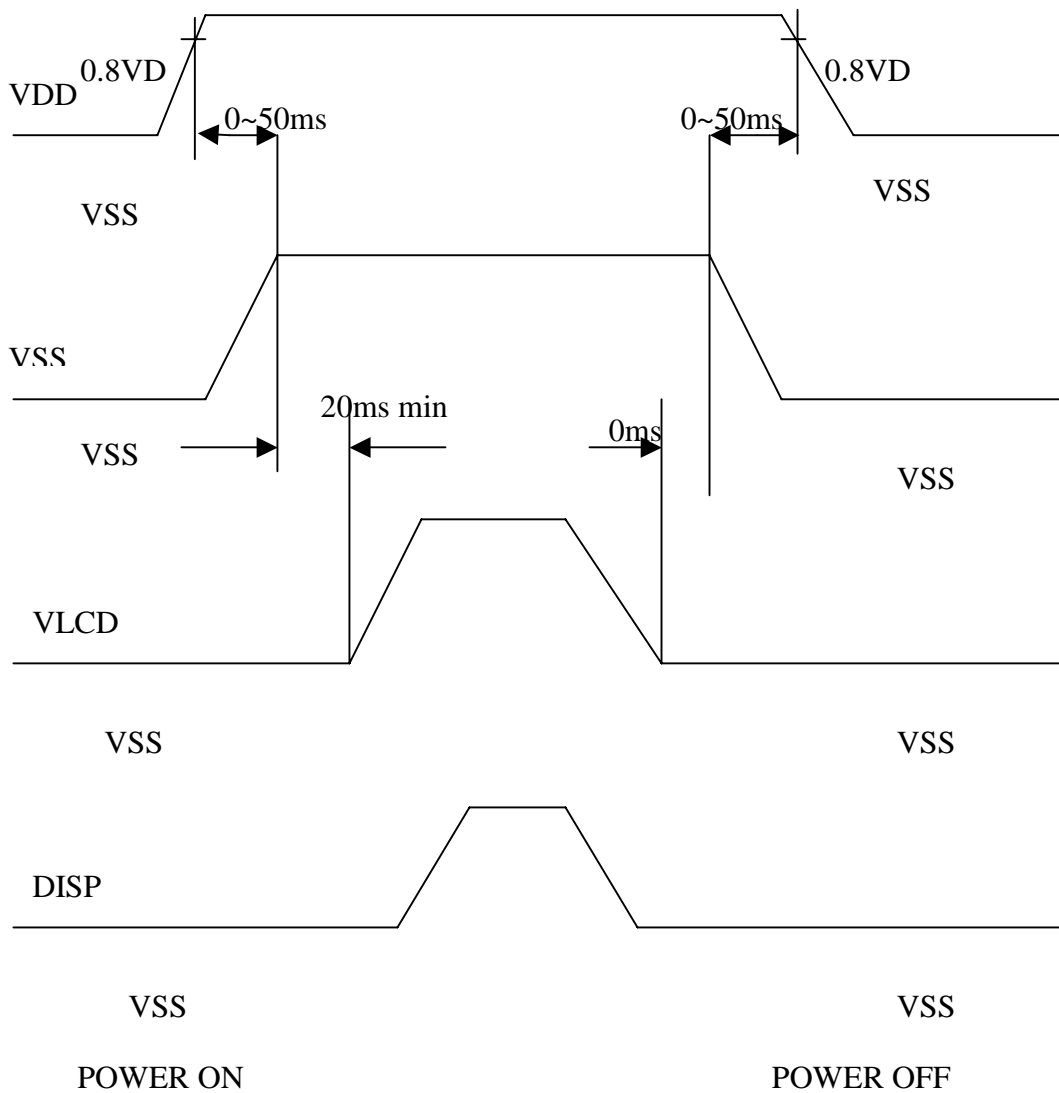 0.8VD 0.8VD
VDD
0~50ms 0~50ms
VSS VSS
VSS
20ms min 0ms
VSS VSS
VLCD
VSS VSS
DISP
VSS VSS
POWER ON POWER OFF